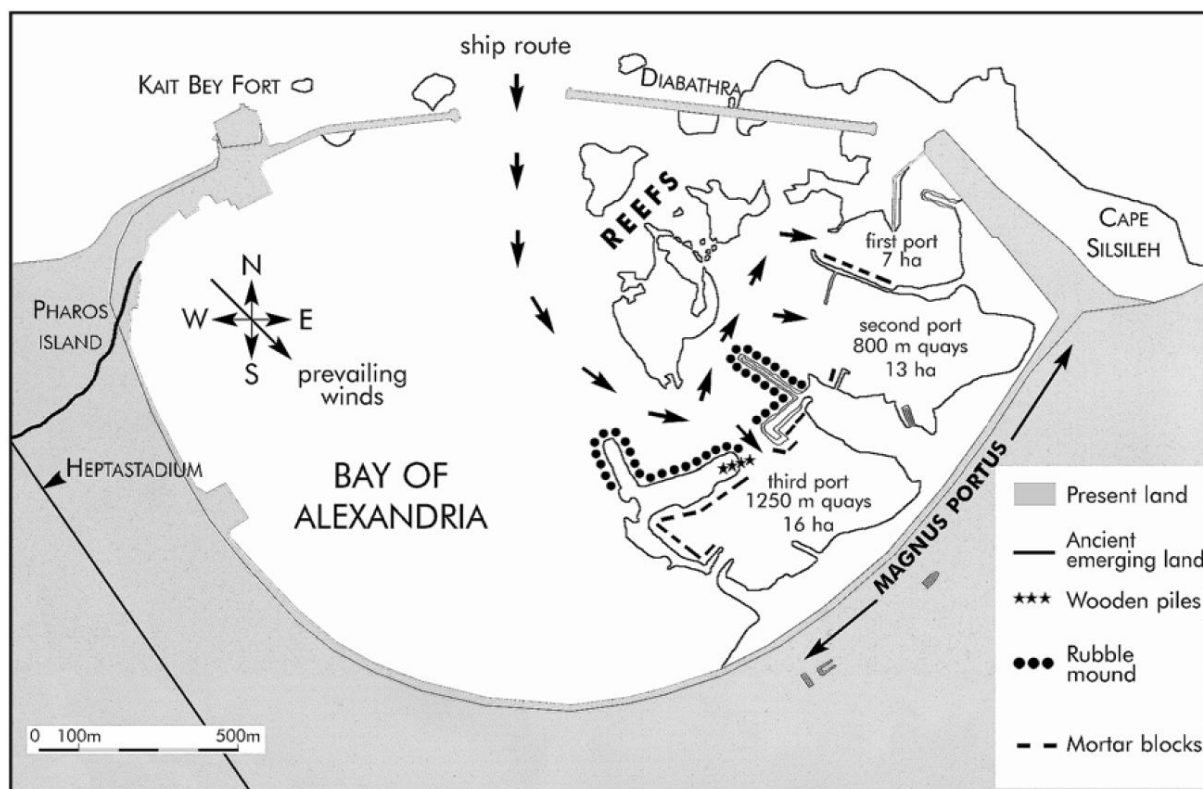 ship route
KAIT BEY FORT
DIABATHRA
REEFS
CAPE
SILSILEH
first port
7 ha
N
W E
S
prevailing
winds
PHAROS
ISLAND
second port
800 m quays
13 ha
HEPTASTADIUM
BAY OF
ALEXANDRIA
third port
1250 m quays
16 ha
MAGNUS PORTUS
Present land
Ancient
emerging land
Wooden piles
Rubble
mound
Mortar blocks
0 100m 500m